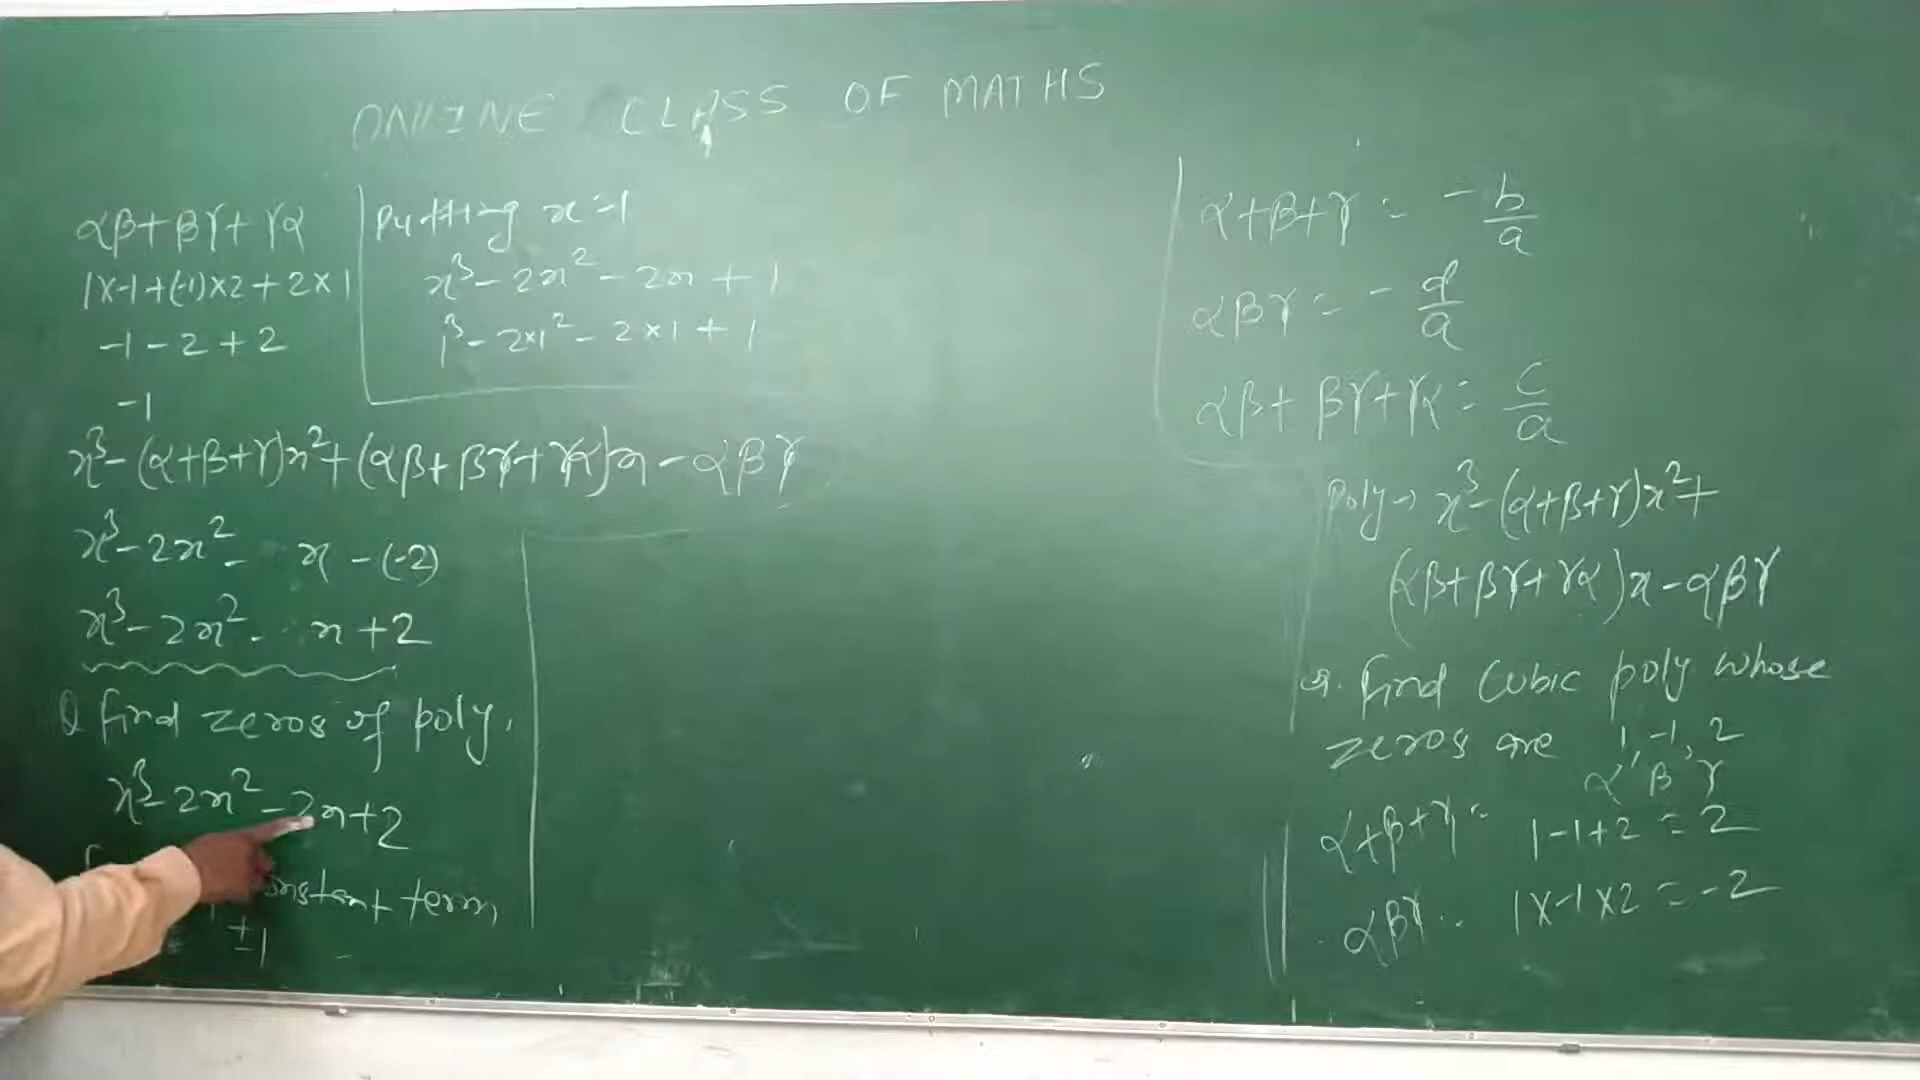 ONLINE CLASS OF MATHS
αβ+βγ+γα
1×-1+(-1)×2+2×1
-1-2+2
-1
Putting x=1
x³-2x²-2x+1
1³-2×1²-2×1+1
x³-(α+β+γ)x²+(αβ+βγ+γα)x-αβγ
x³-2x²- x-(-2)
x³-2x²- x+2
Q find zeros of poly.
x³-2x²-2x+2
constant term
±1
α+β+γ = -b/a
αβγ = -d/a
αβ+βγ+γα = c/a
Poly→ x³-(α+β+γ)x²+
(αβ+βγ+γα)x-αβγ
Q. find Cubic poly whose
zeros are 1, -1, 2
α, β, γ
α+β+γ = 1-1+2 = 2
αβγ = 1×-1×2 = -2